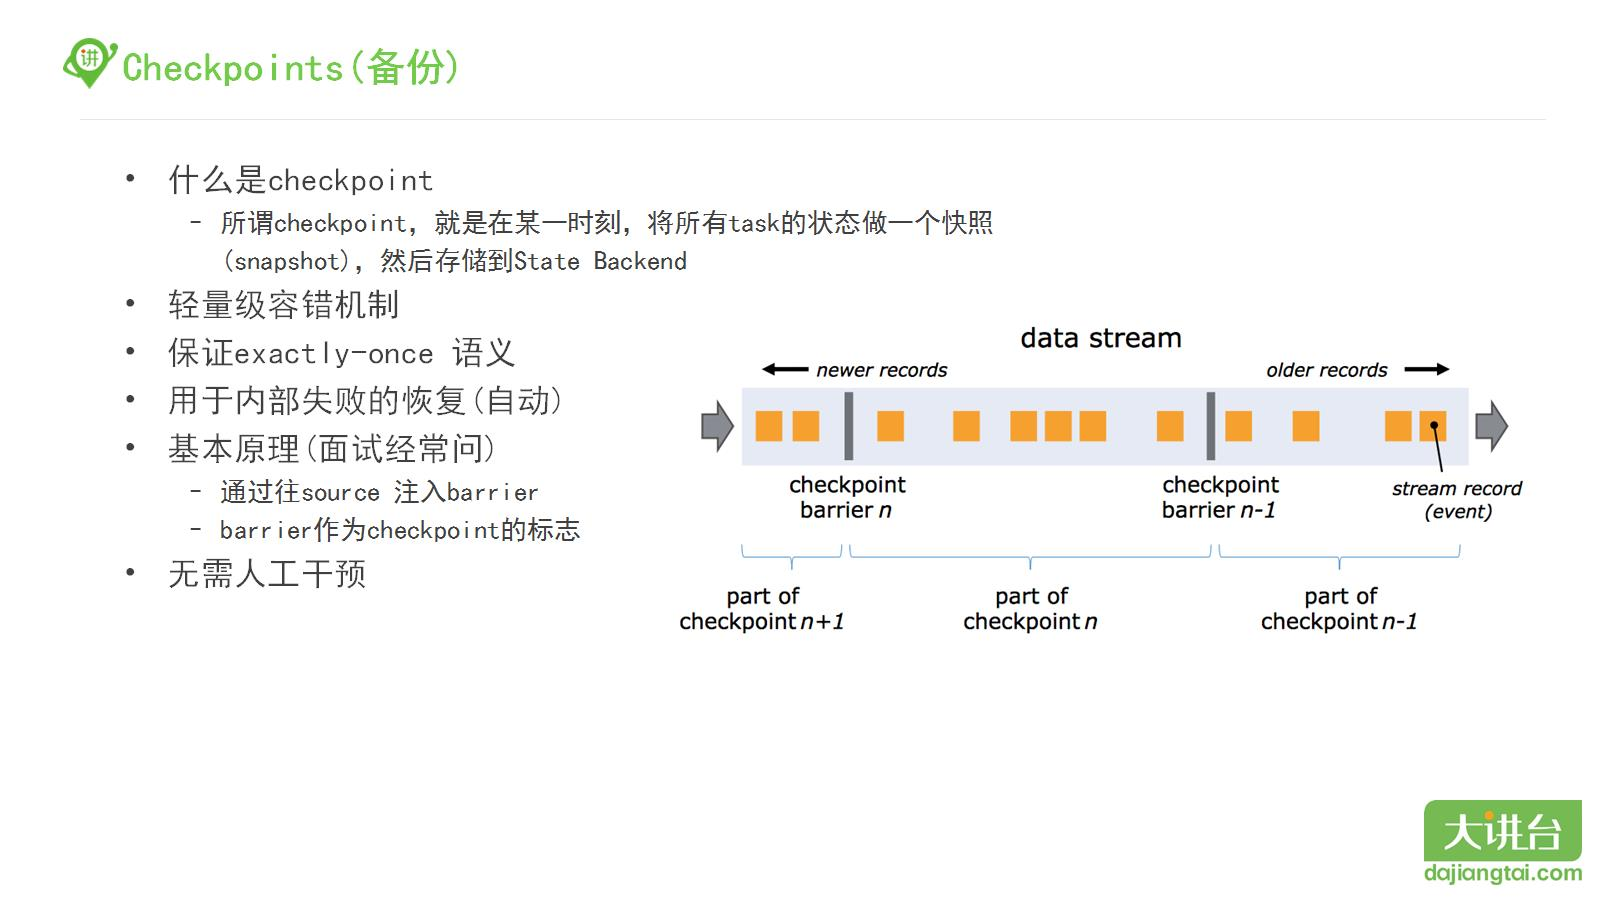 讲
Checkpoints(备份)
• 什么是checkpoint
- 所谓checkpoint，就是在某一时刻，将所有task的状态做一个快照
(snapshot)，然后存储到State Backend
• 轻量级容错机制
• 保证exactly-once 语义
• 用于内部失败的恢复(自动)
• 基本原理(面试经常问)
- 通过往source 注入barrier
- barrier作为checkpoint的标志
• 无需人工干预
data stream
newer records
older records
checkpoint
barrier n
checkpoint
barrier n-1
stream record
(event)
part of
checkpoint n+1
part of
checkpoint n
part of
checkpoint n-1
大讲台
dajiangtai.com